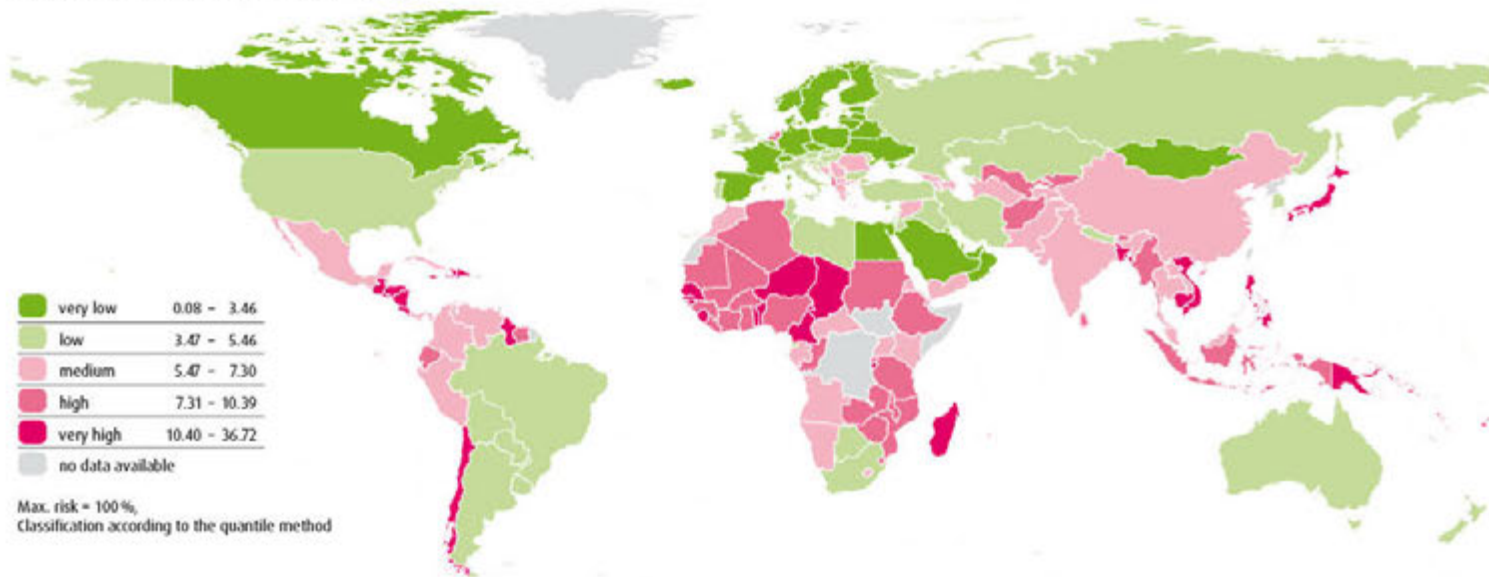 very low 0.08 – 3.46
low 3.47 – 5.46
medium 5.47 – 7.30
high 7.31 – 10.39
very high 10.40 – 36.72
no data available
Max. risk = 100 %,
Classification according to the quantile method